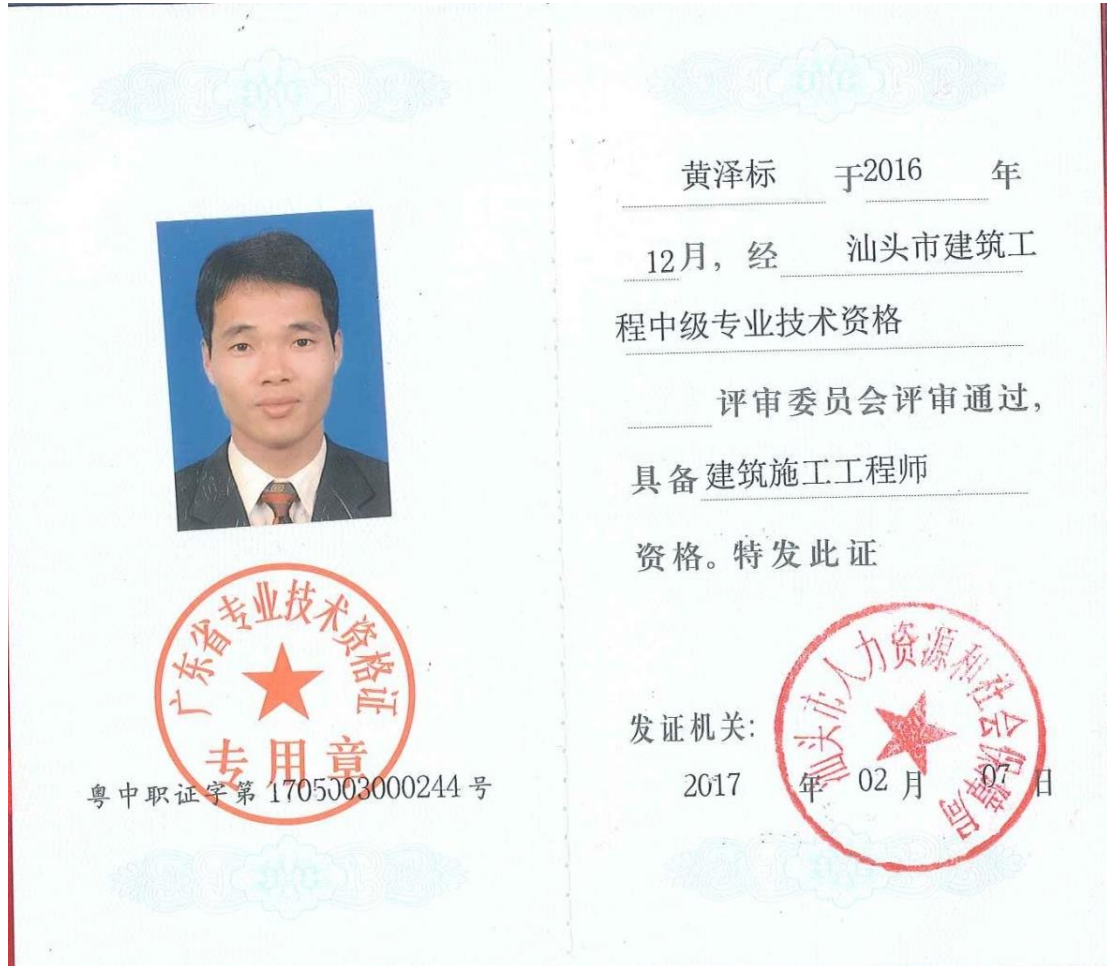 广东省专业技术资格证
专用章
粤中职证字第 1705003000244 号
黄泽标 于2016 年
12月，经 汕头市建筑工
程中级专业技术资格
评审委员会评审通过，
具备建筑施工工程师
资格。特发此证
汕头市人力资源和社会保障局
发证机关：
2017 年 02 月 07 日